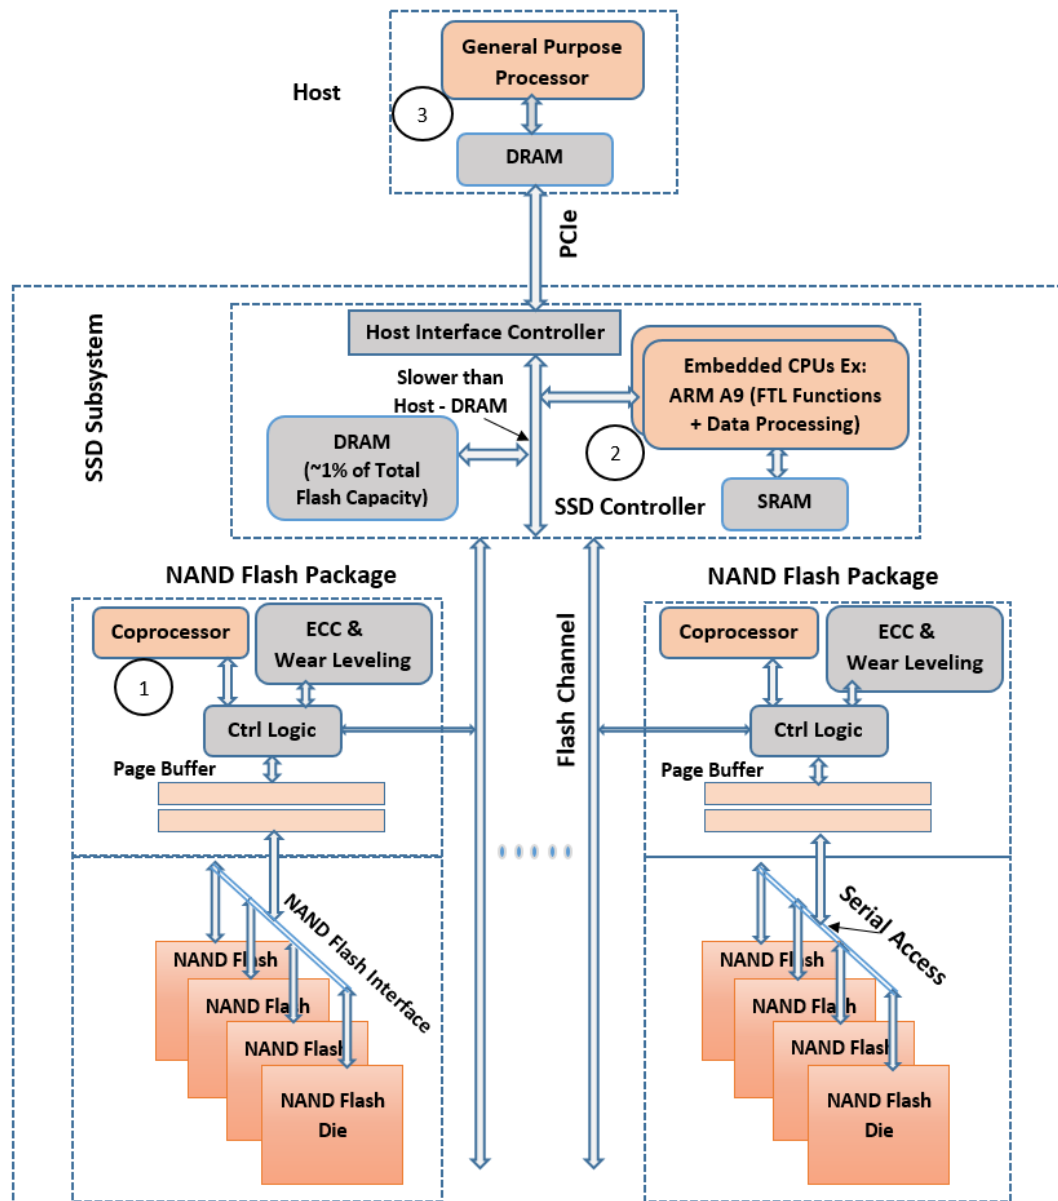 General Purpose
Processor
Host
3
DRAM
PCIe
SSD Subsystem
Host Interface Controller
Slower than
Host - DRAM
Embedded CPUs Ex:
ARM A9 (FTL Functions
+ Data Processing)
DRAM
(~1% of Total
Flash Capacity)
2
SSD Controller
SRAM
NAND Flash Package
Coprocessor
ECC &
Wear Leveling
1
Ctrl Logic
Page Buffer
NAND Flash Interface
NAND Flash
NAND Flash
NAND Flash
NAND Flash
Die
Flash Channel
NAND Flash Package
Coprocessor
ECC &
Wear Leveling
Ctrl Logic
Page Buffer
Serial Access
NAND Flash
NAND Flash
NAND Flash
NAND Flash
Die